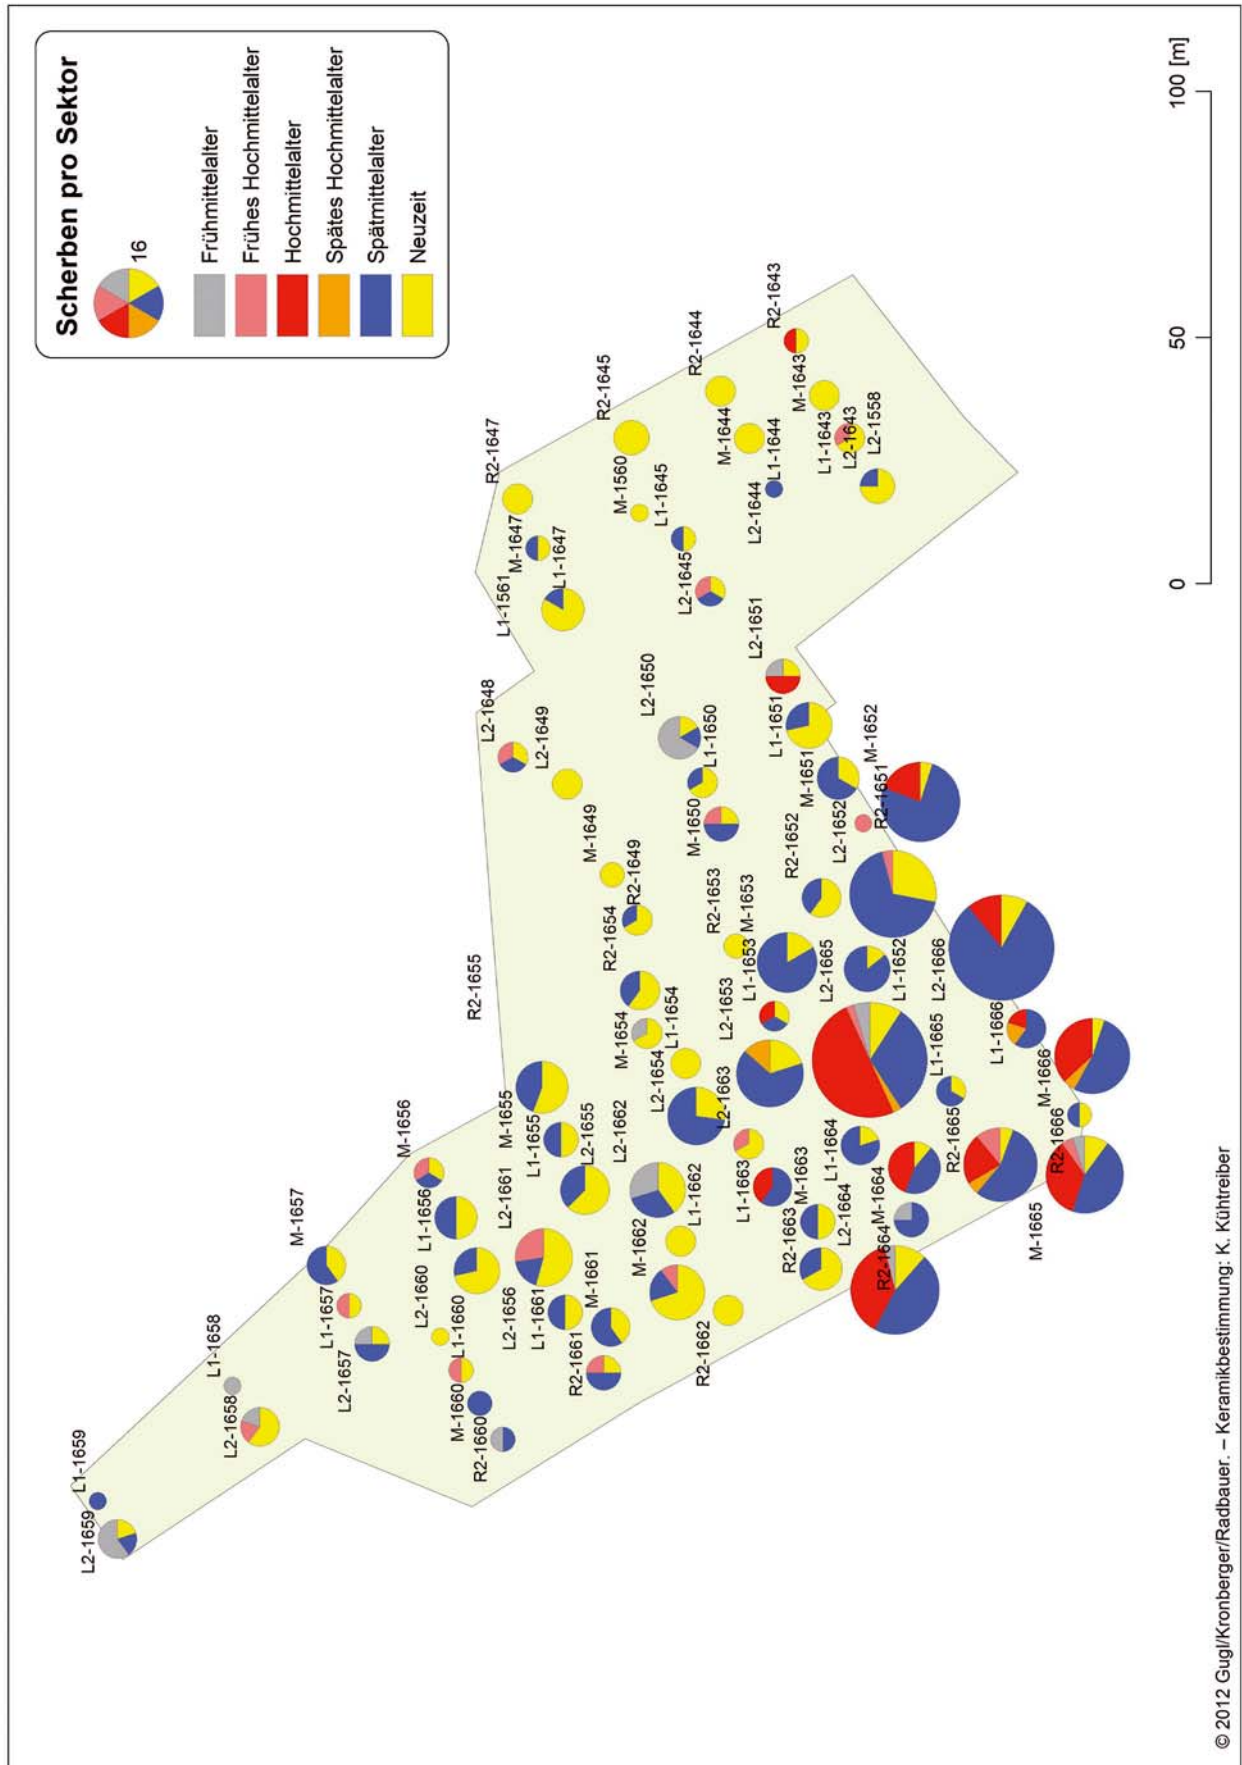 Scherben pro Sektor
16
Frühmittelalter
Frühes Hochmittelalter
Hochmittelalter
Spätes Hochmittelalter
Spätmittelalter
Neuzeit
L2-1659
L1-1659
L2-1658
L1-1658
M-1657
L1-1657
L2-1657
M-1656
L1-1656
L2-1660
L1-1660
M-1660
R2-1660
R2-1655
M-1655
L1-1655
L2-1655
L2-1661
L2-1656
L1-1661
M-1661
R2-1661
L2-1662
L1-1662
M-1662
R2-1662
L2-1648
L2-1649
M-1649
R2-1649
R2-1654
M-1654
L1-1654
L2-1654
R2-1647
M-1647
L1-1647
L1-1561
R2-1645
M-1560
L1-1645
L2-1645
R2-1644
M-1644
L1-1644
L2-1644
R2-1643
M-1643
L1-1643
L2-1643
L2-1558
L2-1650
L1-1650
M-1650
L2-1651
L1-1651
M-1651
R2-1651
M-1652
L2-1652
R2-1652
L1-1652
R2-1653
M-1653
L1-1653
L2-1653
L2-1663
L1-1663
M-1663
R2-1663
L2-1665
L1-1665
R2-1665
M-1665
L2-1666
L1-1666
M-1666
R2-1666
L1-1664
M-1664
L2-1664
R2-1664
0
50
100 [m]
© 2012 Gugl/Kronberger/Radbauer. – Keramikbestimmung: K. Kühtreiber